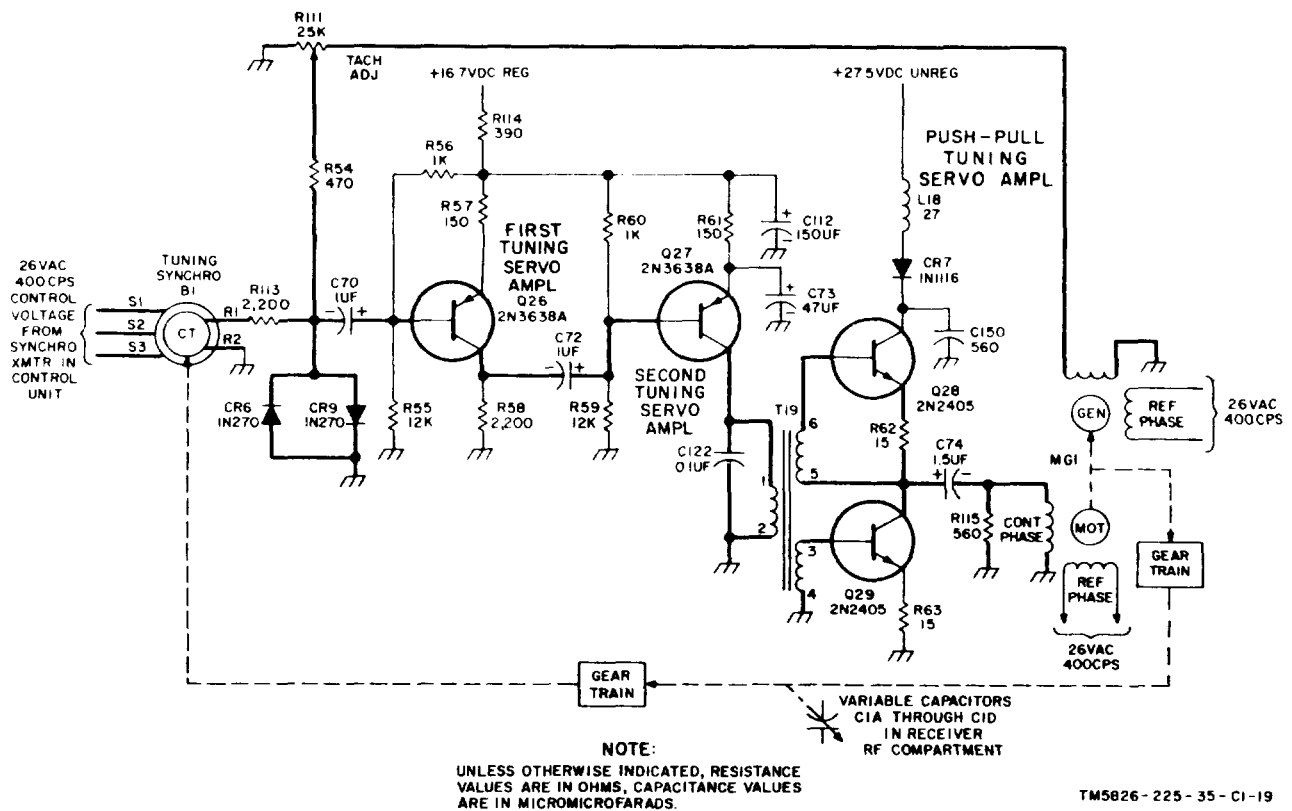 R111
25K
TACH
ADJ
+16.7VDC REG
+27.5VDC UNREG
R114
390
R56
1K
PUSH-PULL
TUNING
SERVO AMPL
R54
470
R57
150
R60
1K
R61
150
C112
150UF
L18
27
FIRST
TUNING
SERVO
AMPL
Q27
2N3638A
CR7
1N1116
26VAC
400CPS
CONTROL
VOLTAGE
FROM
SYNCHRO
XMTR IN
CONTROL
UNIT
TUNING
SYNCHRO
B1
S1
S2
S3
CT
R1
R2
R113
2,200
C70
1UF
- +
Q26
2N3638A
C73
47UF
C150
560
C72
1UF
- +
SECOND
TUNING
SERVO
AMPL
Q28
2N2405
CR6
1N270
CR9
1N270
R55
12K
R58
2,200
R59
12K
T19
6
5
R62
15
C74
1.5UF
+ -
C122
0.1UF
1
2
3
4
Q29
2N2405
R63
15
R115
560
CONT
PHASE
GEN
REF
PHASE
26VAC
400CPS
MG1
MOT
REF
PHASE
26VAC
400CPS
GEAR
TRAIN
GEAR
TRAIN
VARIABLE CAPACITORS
C1A THROUGH C1D
IN RECEIVER
RF COMPARTMENT
NOTE:
UNLESS OTHERWISE INDICATED, RESISTANCE
VALUES ARE IN OHMS, CAPACITANCE VALUES
ARE IN MICROMICROFARADS.
TM5826-225-35-C1-19